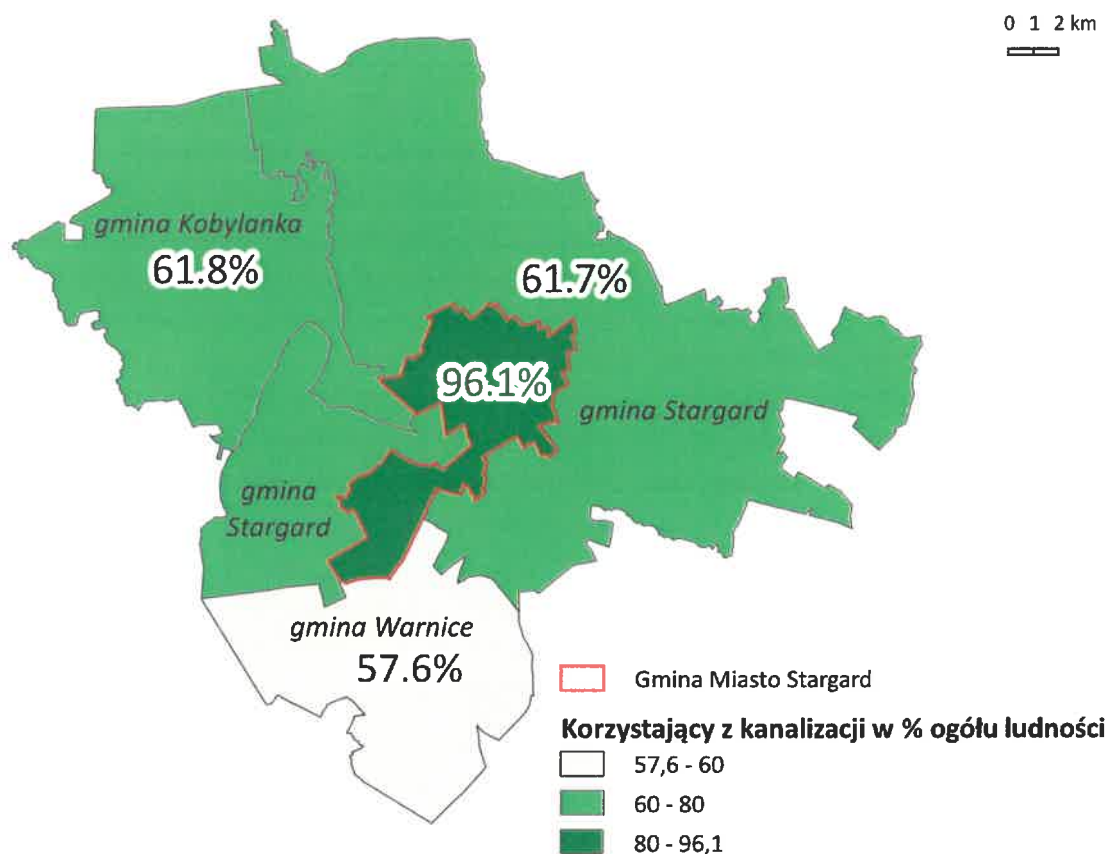 0 1 2 km
gmina Kobylanka
61.8%
61.7%
96.1%
gmina Stargard
gmina
Stargard
gmina Warnice
57.6%
Gmina Miasto Stargard
Korzystający z kanalizacji w % ogółu ludności
57,6 - 60
60 - 80
80 - 96,1